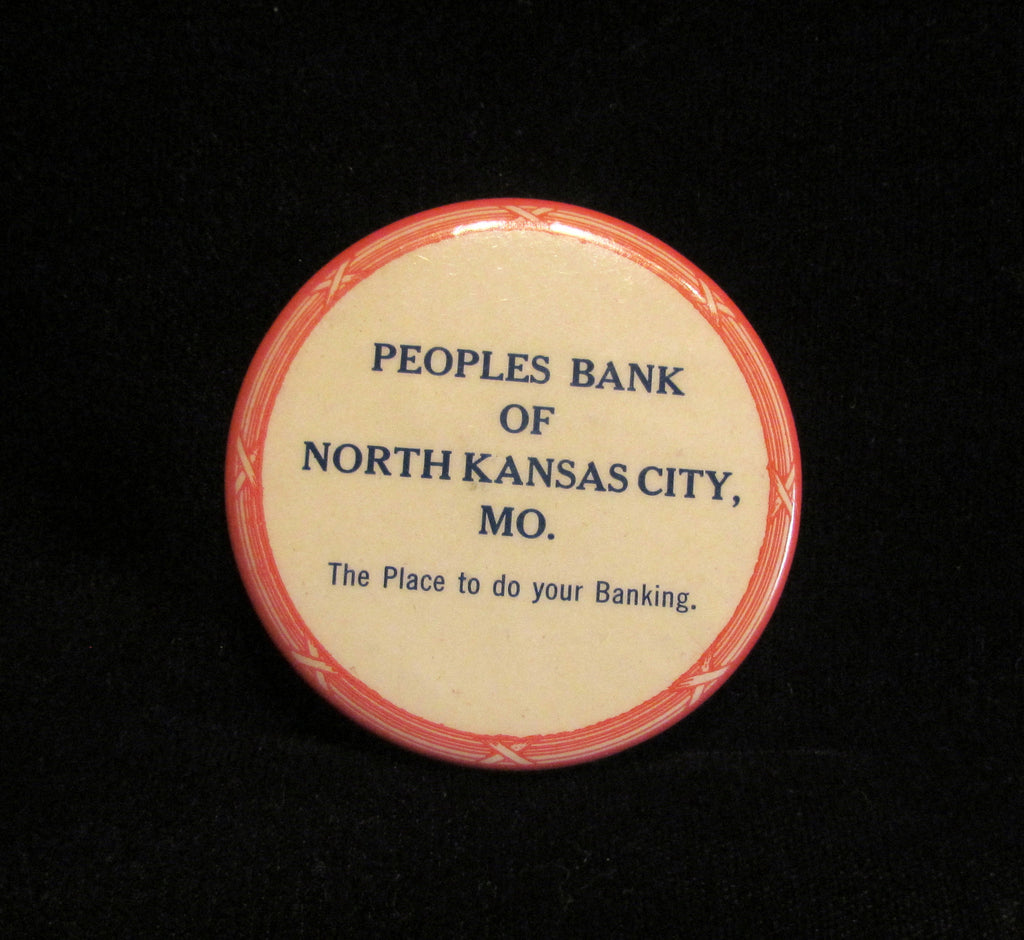 PEOPLES BANK
OF
NORTH KANSAS CITY,
MO.
The Place to do your Banking.